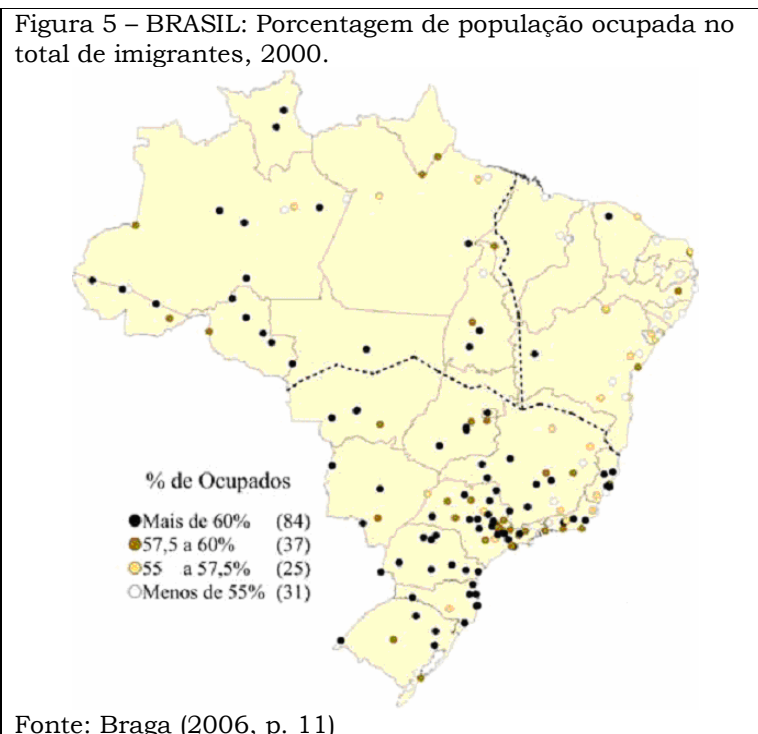 Figura 5 – BRASIL: Porcentagem de população ocupada no
total de imigrantes, 2000.
% de Ocupados
Mais de 60% (84)
57,5 a 60% (37)
55 a 57,5% (25)
Menos de 55% (31)
Fonte: Braga (2006, p. 11)